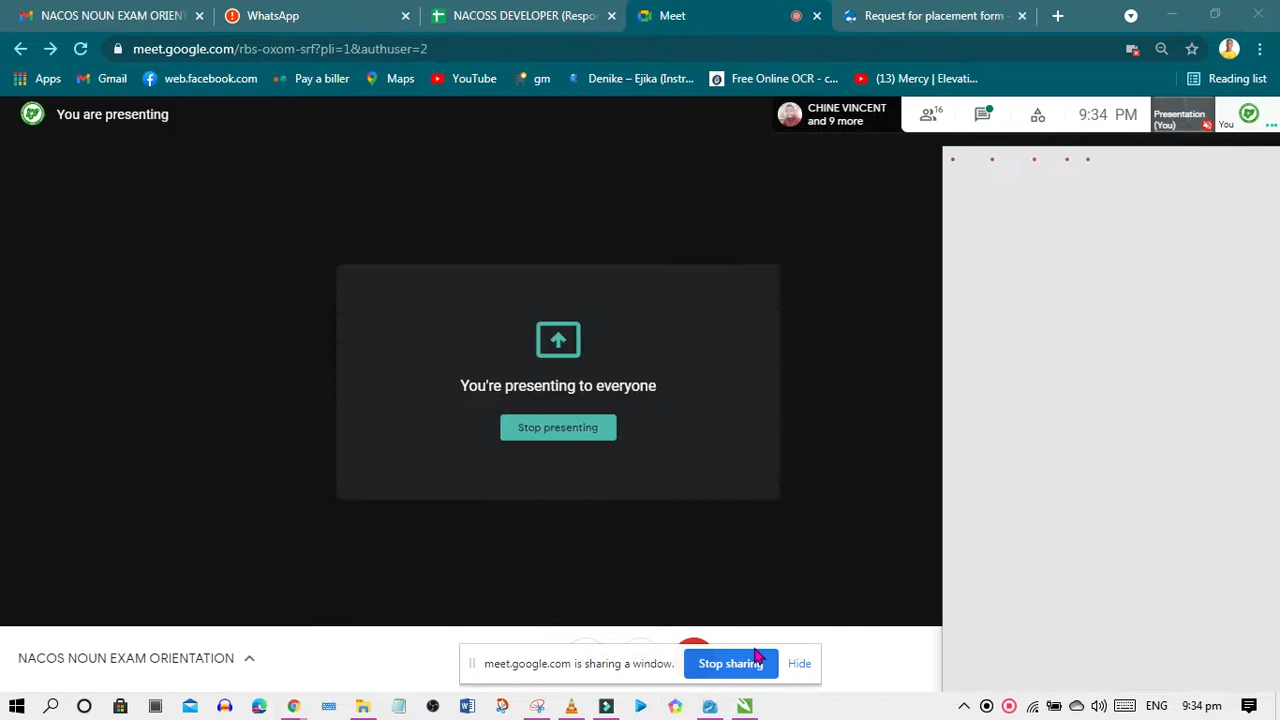 NACOS NOUN EXAM ORIENT
WhatsApp
NACOSS DEVELOPER (Respo
Meet
Request for placement form -
meet.google.com/rbs-oxom-srf?pli=1&authuser=2
Apps
Gmail
web.facebook.com
Pay a biller
Maps
YouTube
gm
Denike – Ejika (Instr...
Free Online OCR - c...
(13) Mercy | Elevati...
Reading list
You are presenting
CHINE VINCENT
and 9 more
16
9:34 PM
Presentation
(You)
You
You're presenting to everyone
Stop presenting
NACOS NOUN EXAM ORIENTATION
meet.google.com is sharing a window.
Stop sharing
Hide
ENG
9:34 pm